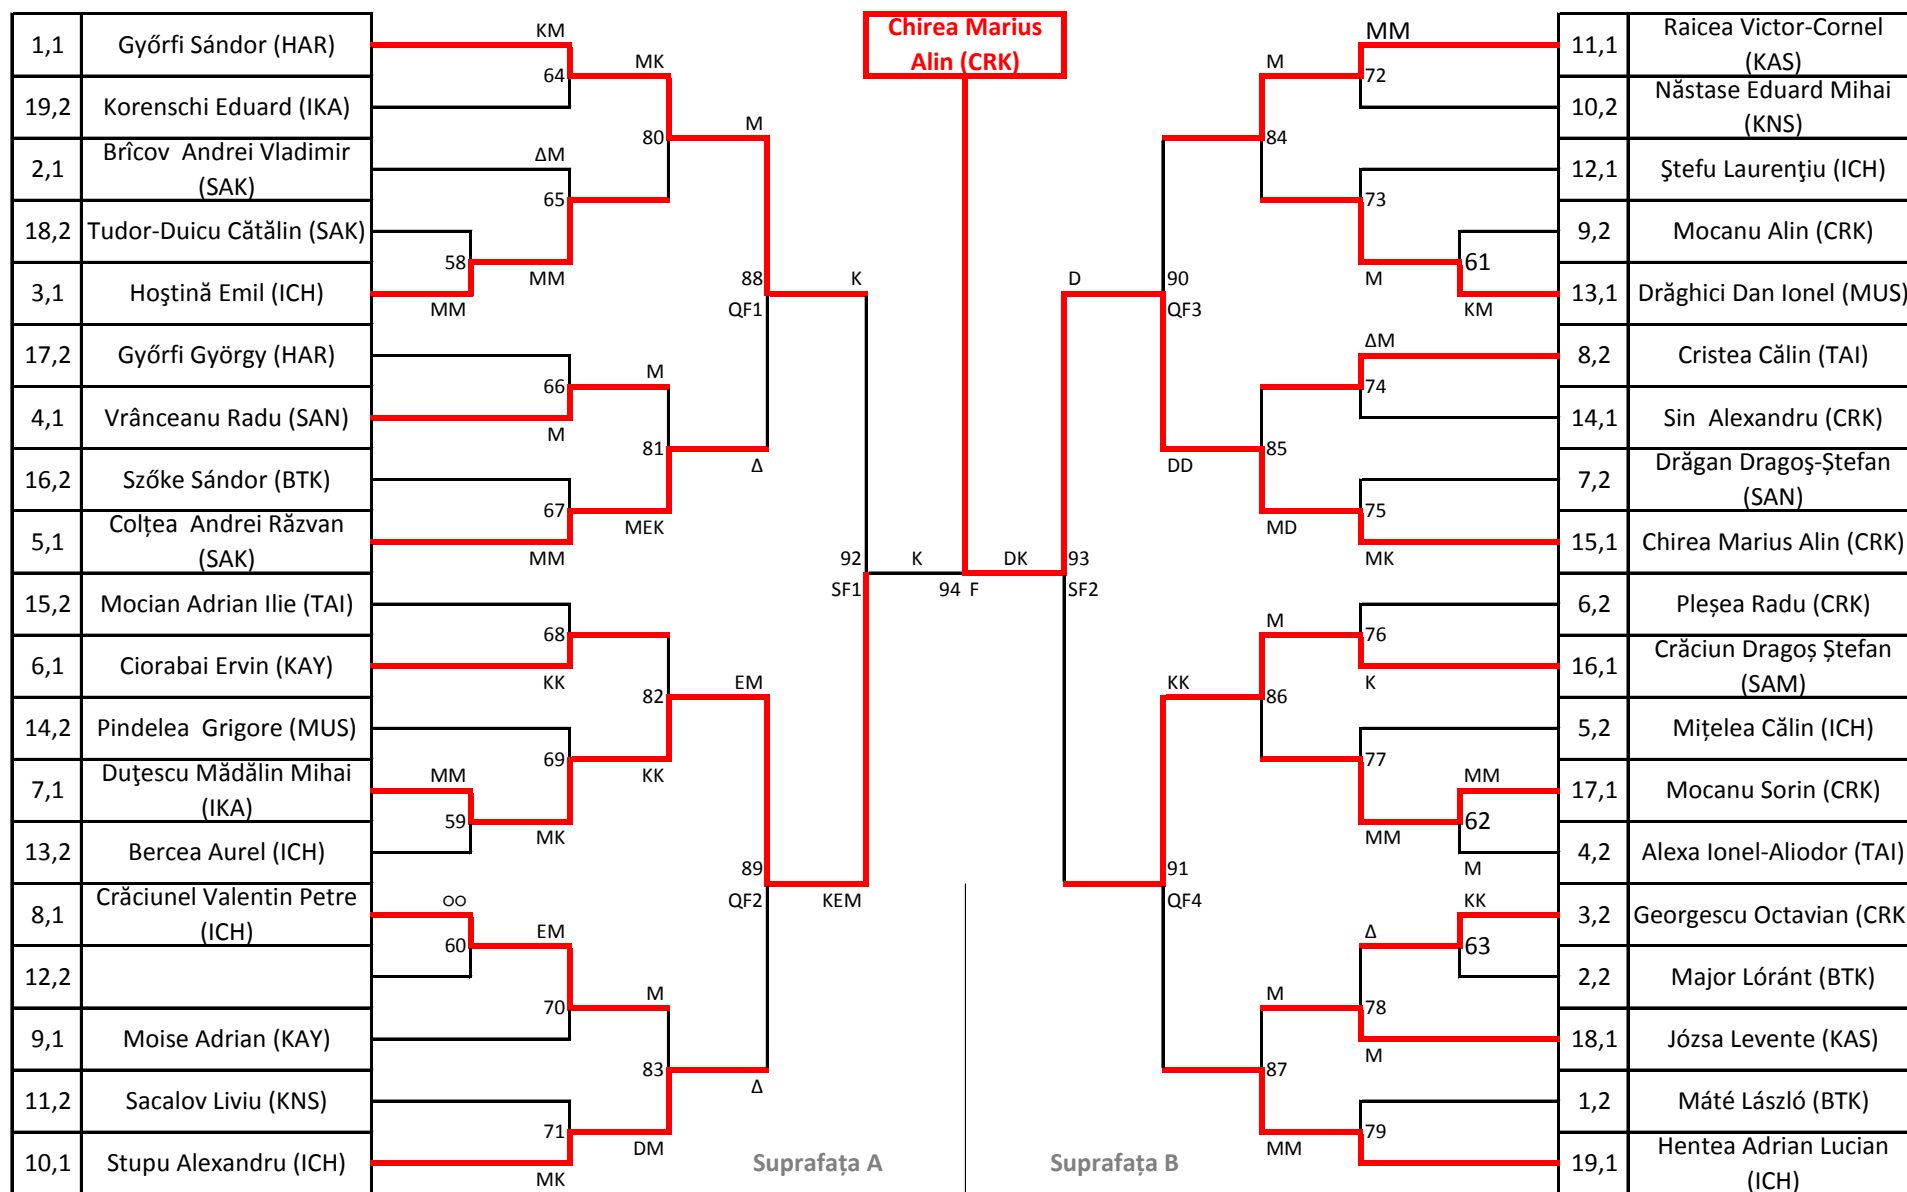 Chirea Marius
Alin (CRK)
1,1 Győrfi Sándor (HAR)
19,2 Korenschi Eduard (IKA)
2,1 Brîcov Andrei Vladimir
(SAK)
18,2 Tudor-Duicu Cătălin (SAK)
3,1 Hoştină Emil (ICH)
17,2 Győrfi György (HAR)
4,1 Vrânceanu Radu (SAN)
16,2 Szőke Sándor (BTK)
5,1 Colțea Andrei Răzvan
(SAK)
15,2 Mocian Adrian Ilie (TAI)
6,1 Ciorabai Ervin (KAY)
14,2 Pindelea Grigore (MUS)
7,1 Duţescu Mădălin Mihai
(IKA)
13,2 Bercea Aurel (ICH)
8,1 Crăciunel Valentin Petre
(ICH)
12,2
9,1 Moise Adrian (KAY)
11,2 Sacalov Liviu (KNS)
10,1 Stupu Alexandru (ICH)
MM
58
MM
59
OO
60
KM
64
ΔM
65
MM
66
M
67
MM
68
KK
69
MK
EM
70
71
MK
MK
80
M
81
MEK
82
KK
M
83
DM
M
88
QF1
Δ
EM
89
QF2
Δ
K
92
SF1
KEM
K
94 F
DK
D
93
SF2
90
QF3
DD
KK
91
QF4
M
84
85
MD
M
86
M
87
MM
MM
72
73
M
ΔM
74
75
MK
76
K
77
MM
Δ
78
M
79
61
KM
MM
62
M
KK
63
11,1 Raicea Victor-Cornel
(KAS)
10,2 Năstase Eduard Mihai
(KNS)
12,1 Ştefu Laurenţiu (ICH)
9,2 Mocanu Alin (CRK)
13,1 Drăghici Dan Ionel (MUS)
8,2 Cristea Călin (TAI)
14,1 Sin Alexandru (CRK)
7,2 Drăgan Dragoş-Ștefan
(SAN)
15,1 Chirea Marius Alin (CRK)
6,2 Pleșea Radu (CRK)
16,1 Crăciun Dragoș Ștefan
(SAM)
5,2 Mițelea Călin (ICH)
17,1 Mocanu Sorin (CRK)
4,2 Alexa Ionel-Aliodor (TAI)
3,2 Georgescu Octavian (CRK
2,2 Major Lóránt (BTK)
18,1 Józsa Levente (KAS)
1,2 Máté László (BTK)
19,1 Hentea Adrian Lucian
(ICH)
Suprafața A
Suprafața B